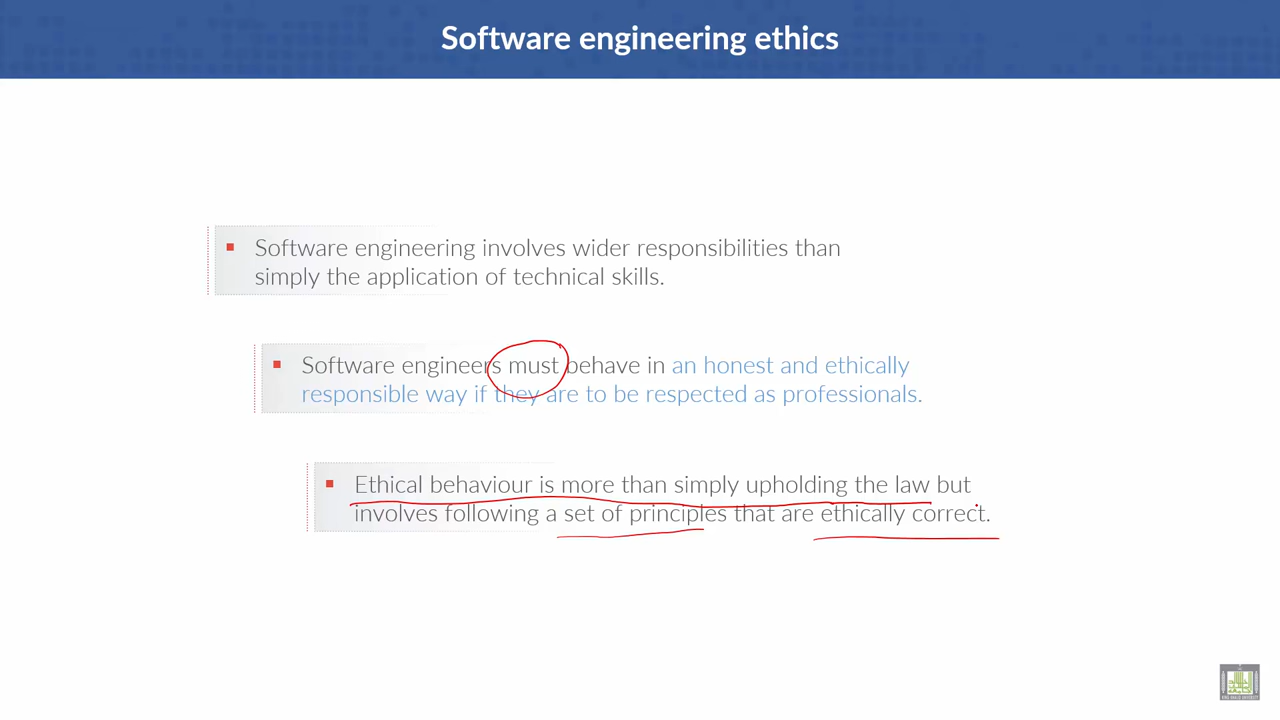 Software engineering ethics
Software engineering involves wider responsibilities than
simply the application of technical skills.
Software engineers must behave in an honest and ethically
responsible way if they are to be respected as professionals.
Ethical behaviour is more than simply upholding the law but
involves following a set of principles that are ethically correct.